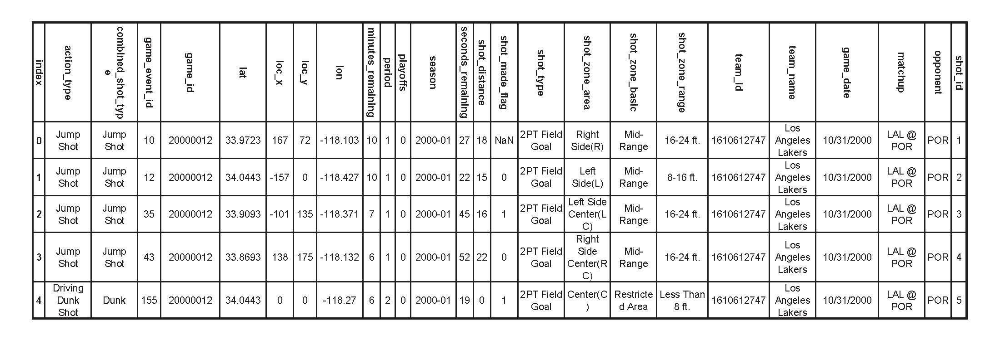 index action_type combined_shot_type game_event_id game_id lat loc_x loc_y lon minutes_remaining period playoffs season seconds_remaining shot_distance shot_made_flag shot_type shot_zone_area shot_zone_basic shot_zone_range team_id team_name game_date matchup opponent shot_id
0 Jump Shot Jump Shot 10 20000012 33.9723 167 72 -118.103 10 1 0 2000-01 27 18 NaN 2PT Field Goal Right Side(R) Mid-Range 16-24 ft. 1610612747 Los Angeles Lakers 10/31/2000 LAL @ POR POR 1
1 Jump Shot Jump Shot 12 20000012 34.0443 -157 0 -118.427 10 1 0 2000-01 22 15 0 2PT Field Goal Left Side(L) Mid-Range 8-16 ft. 1610612747 Los Angeles Lakers 10/31/2000 LAL @ POR POR 2
2 Jump Shot Jump Shot 35 20000012 33.9093 -101 135 -118.371 7 1 0 2000-01 45 16 1 2PT Field Goal Left Side Center(LC) Mid-Range 16-24 ft. 1610612747 Los Angeles Lakers 10/31/2000 LAL @ POR POR 3
3 Jump Shot Jump Shot 43 20000012 33.8693 138 175 -118.132 6 1 0 2000-01 52 22 0 2PT Field Goal Right Side Center(RC) Mid-Range 16-24 ft. 1610612747 Los Angeles Lakers 10/31/2000 LAL @ POR POR 4
4 Driving Dunk Shot Dunk 155 20000012 34.0443 0 0 -118.27 6 2 0 2000-01 19 0 1 2PT Field Goal Center(C) Restricted Area Less Than 8 ft. 1610612747 Los Angeles Lakers 10/31/2000 LAL @ POR POR 5